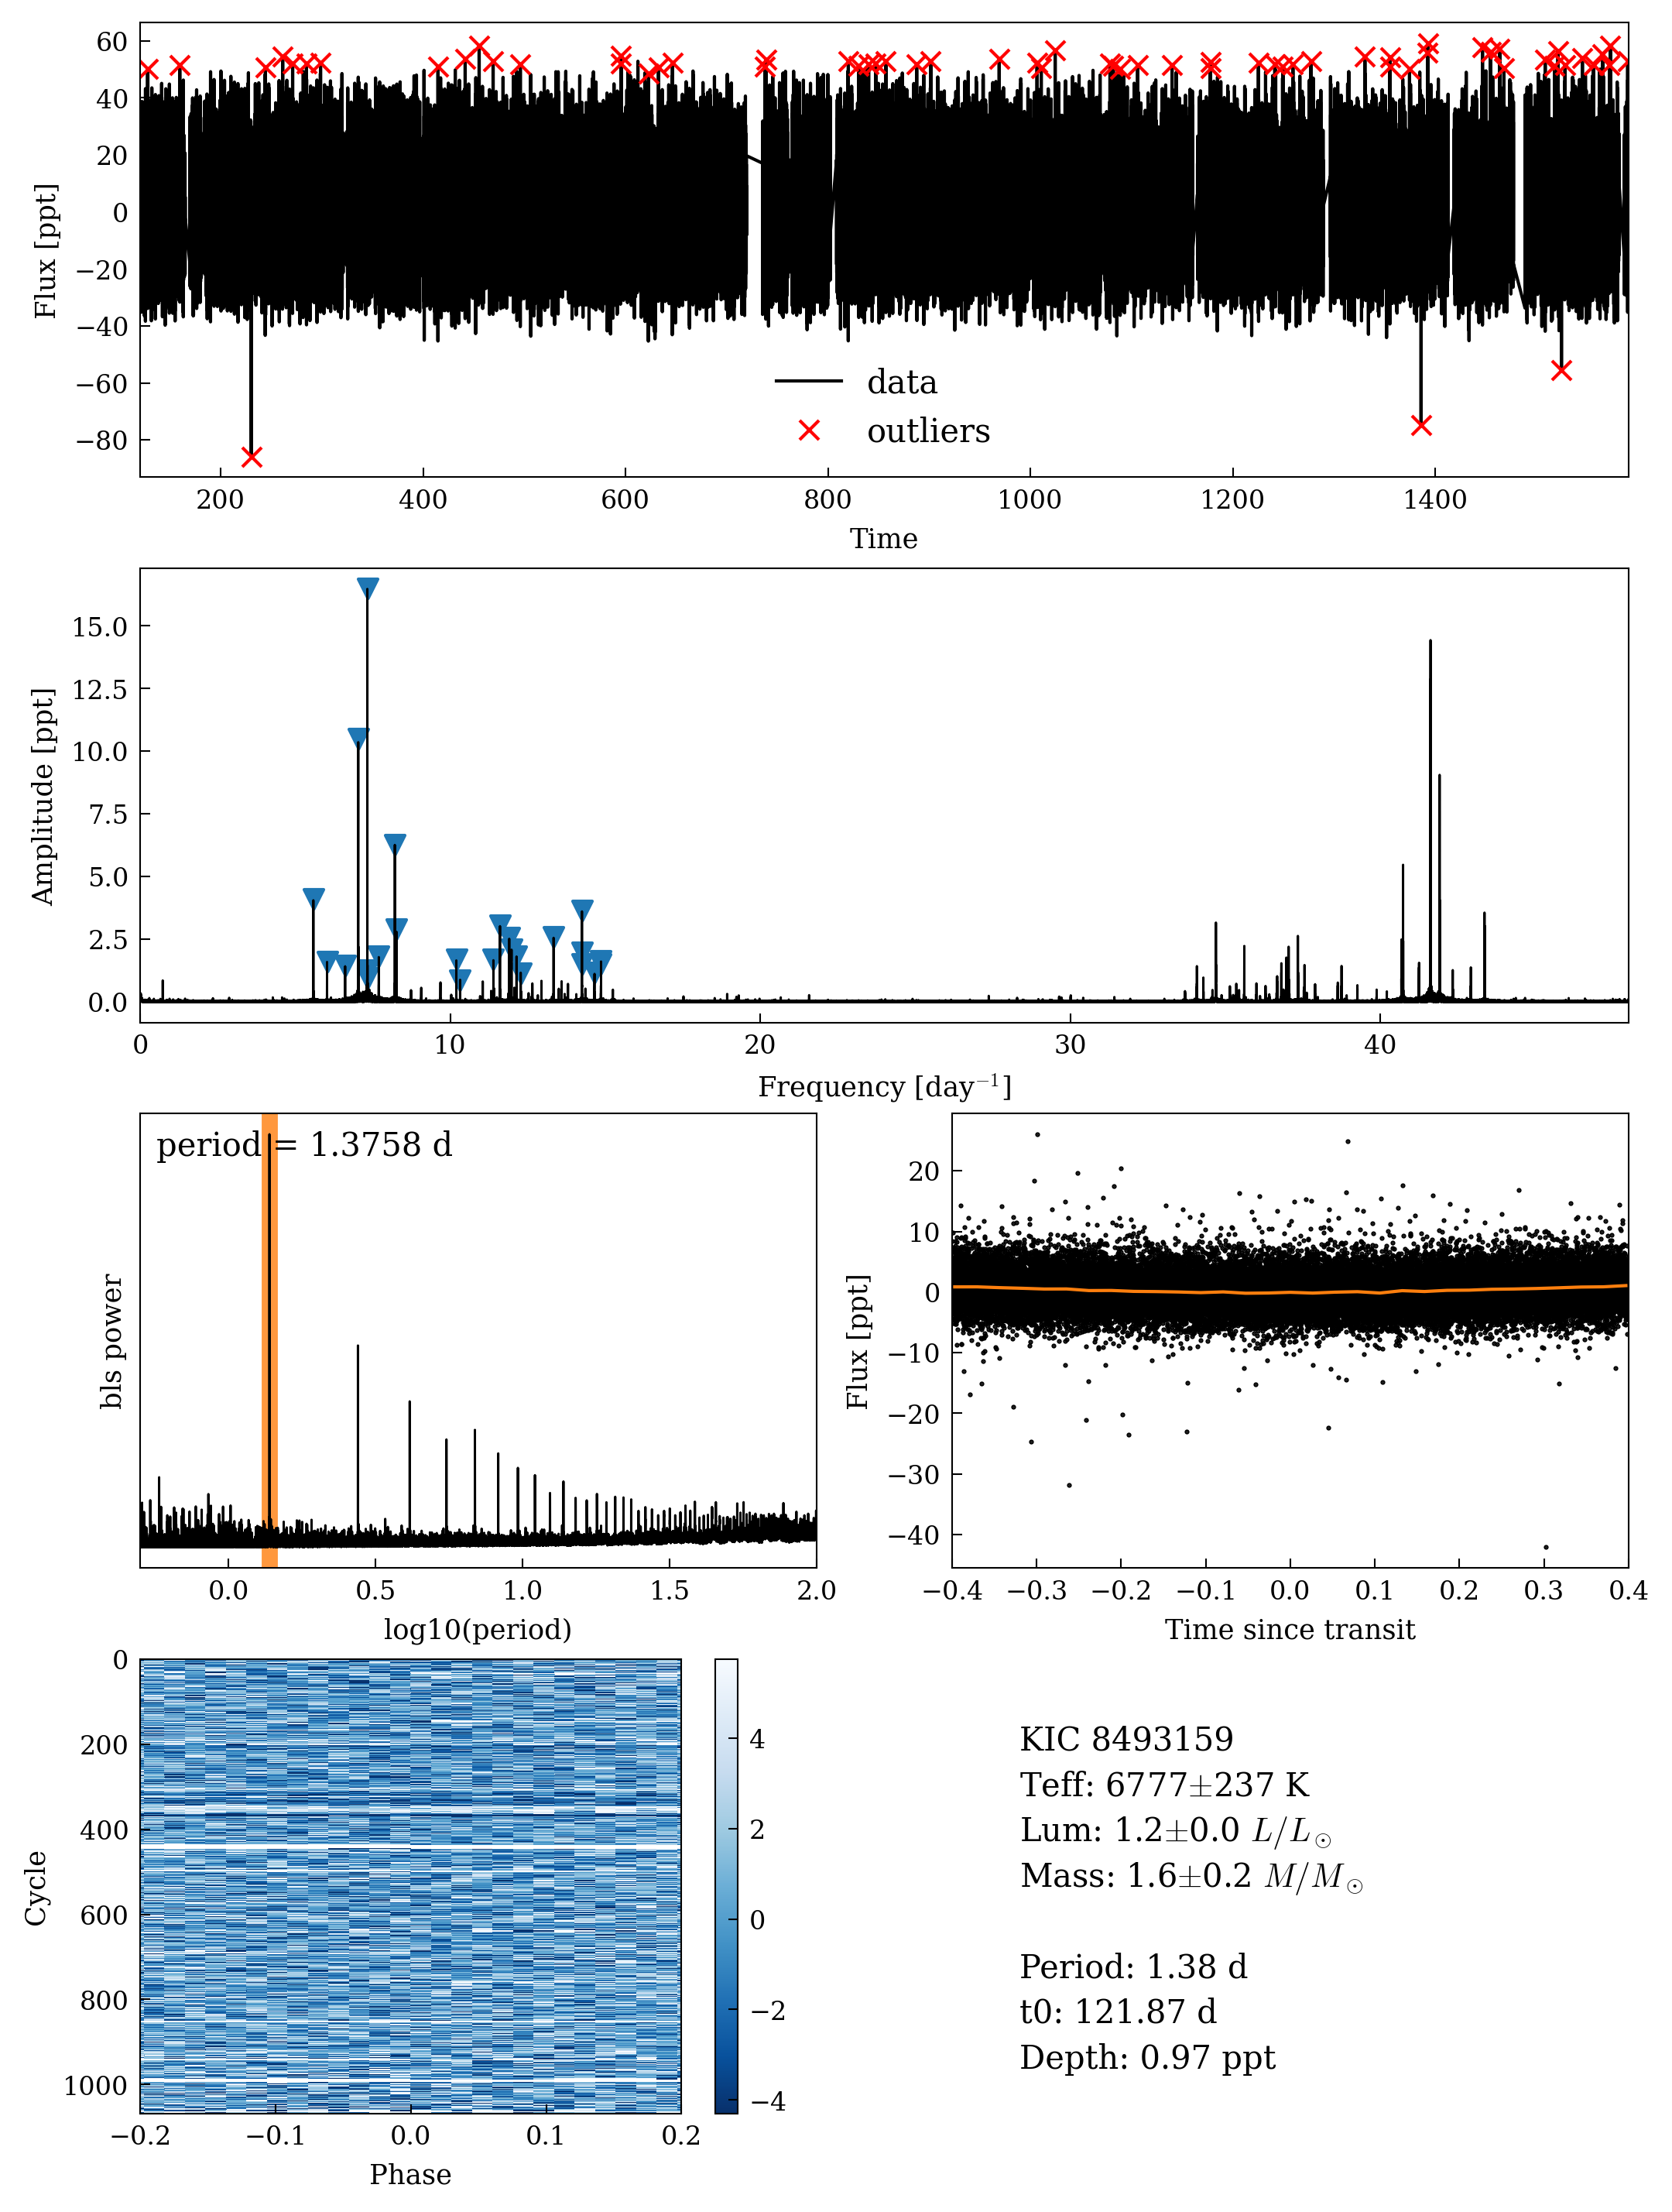 60
40
20
0
−20
−40
−60
−80
Flux [ppt]
data
outliers
200 400 600 800 1000 1200 1400
Time
15.0
12.5
10.0
7.5
5.0
2.5
0.0
Amplitude [ppt]
0 10 20 30 40
Frequency [day⁻¹]
period = 1.3758 d
bls power
0.0 0.5 1.0 1.5 2.0
log10(period)
20
10
0
−10
−20
−30
−40
Flux [ppt]
−0.4 −0.3 −0.2 −0.1 0.0 0.1 0.2 0.3 0.4
Time since transit
0
200
400
600
800
1000
Cycle
−0.2 −0.1 0.0 0.1 0.2
Phase
4
2
0
−2
−4
KIC 8493159
Teff: 6777±237 K
Lum: 1.2±0.0 L/L☉
Mass: 1.6±0.2 M/M☉
Period: 1.38 d
t0: 121.87 d
Depth: 0.97 ppt